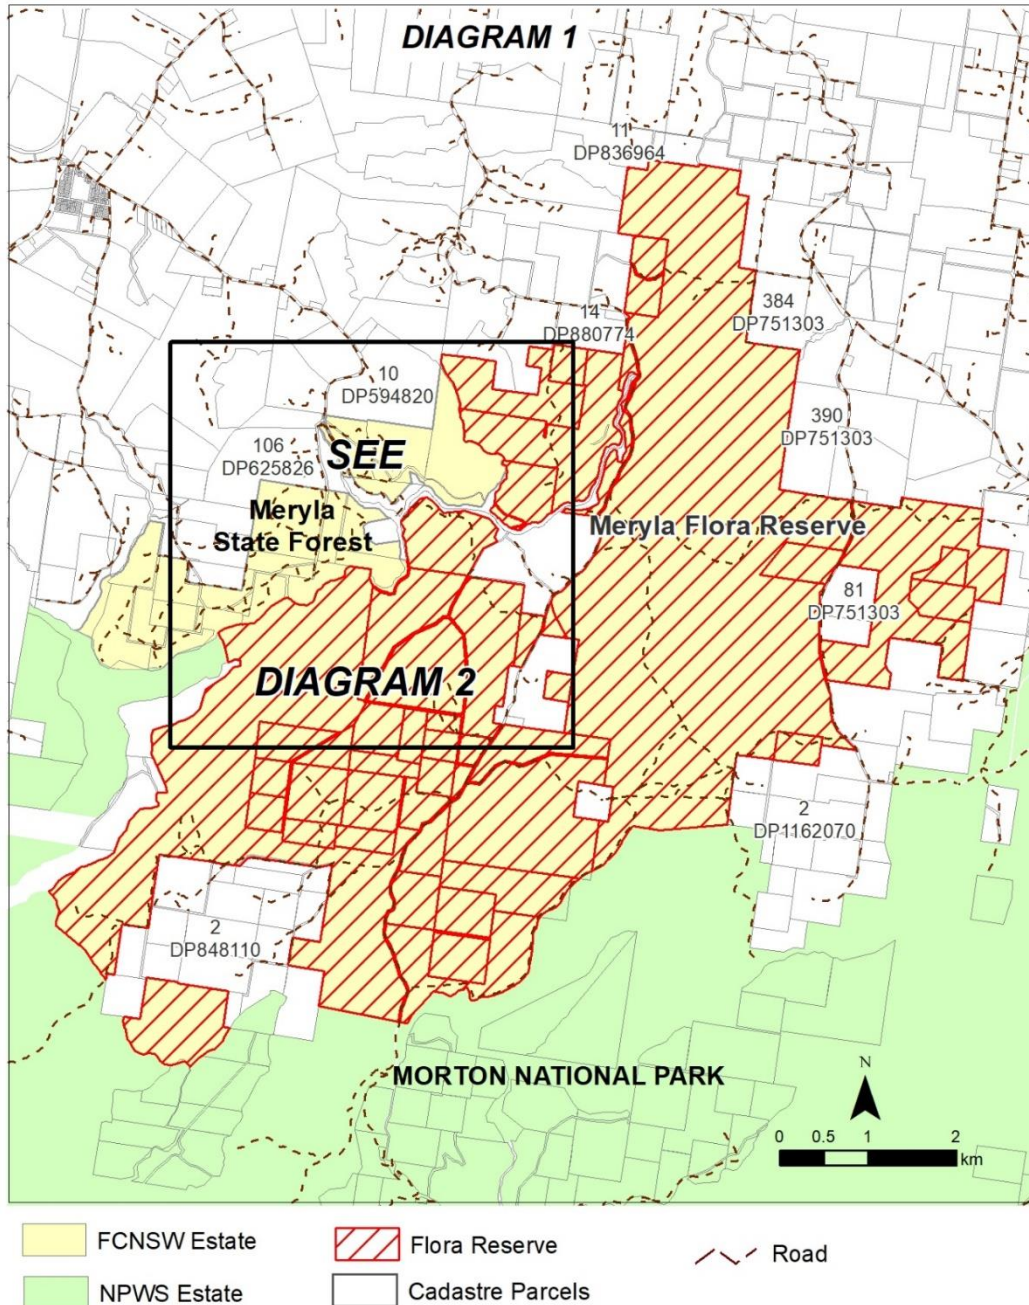 DIAGRAM 1
11
DP836964
384
DP751303
14
DP880774
10
DP594820
390
DP751303
106
DP625826
SEE
Meryla
State Forest
Meryla Flora Reserve
81
DP751303
DIAGRAM 2
2
DP1162070
2
DP848110
MORTON NATIONAL PARK
N
0 0.5 1 2
km
FCNSW Estate
Flora Reserve
Road
NPWS Estate
Cadastre Parcels